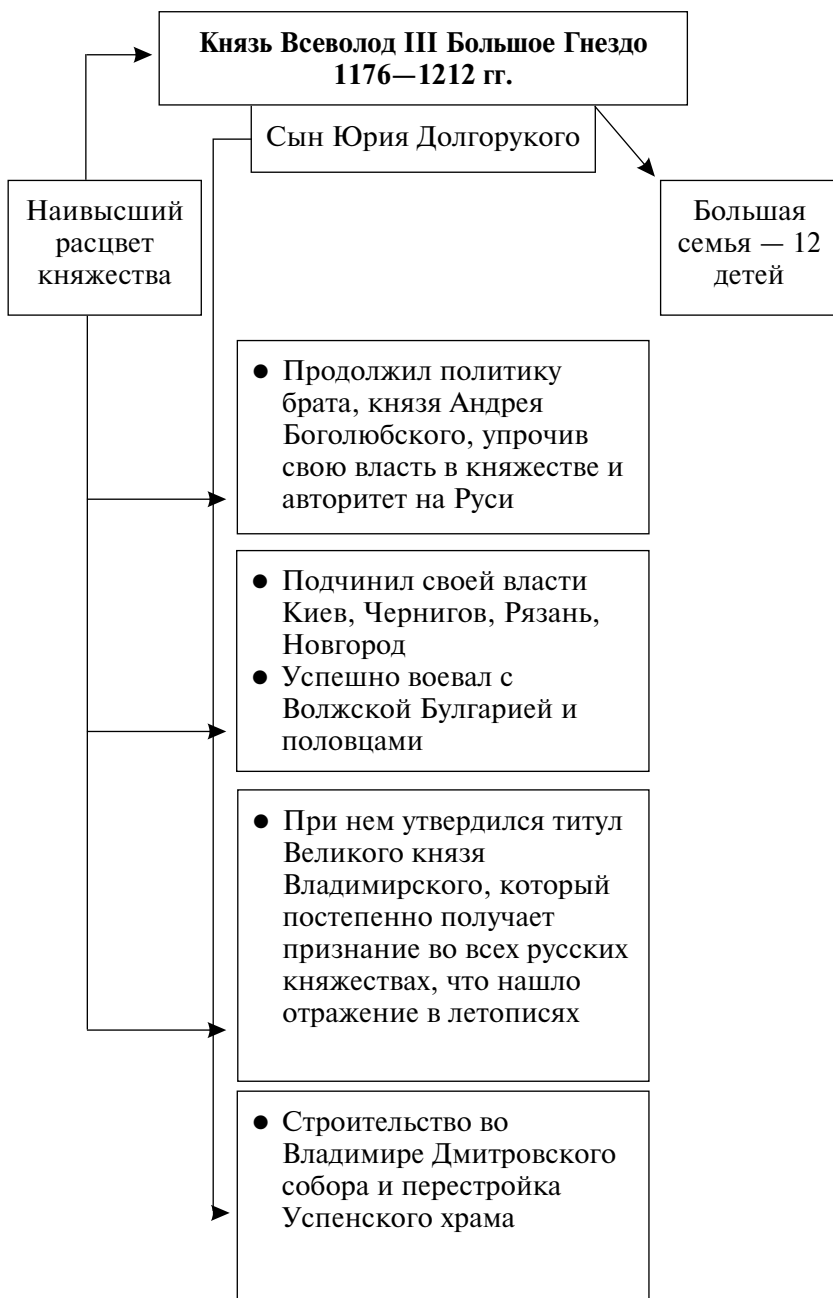 Князь Всеволод III Большое Гнездо
1176—1212 гг.
Сын Юрия Долгорукого
Наивысший
расцвет
княжества
Большая
семья — 12
детей
● Продолжил политику
брата, князя Андрея
Боголюбского, упрочив
свою власть в княжестве и
авторитет на Руси
● Подчинил своей власти
Киев, Чернигов, Рязань,
Новгород
● Успешно воевал с
Волжской Булгарией и
половцами
● При нем утвердился титул
Великого князя
Владимирского, который
постепенно получает
признание во всех русских
княжествах, что нашло
отражение в летописях
● Строительство во
Владимире Дмитровского
собора и перестройка
Успенского храма